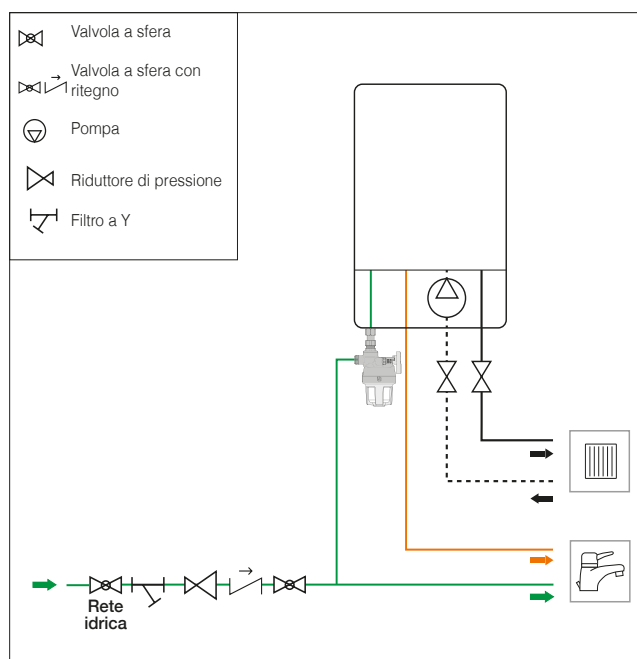 Valvola a sfera
Valvola a sfera con
ritegno
Pompa
Riduttore di pressione
Filtro a Y
Rete
idrica